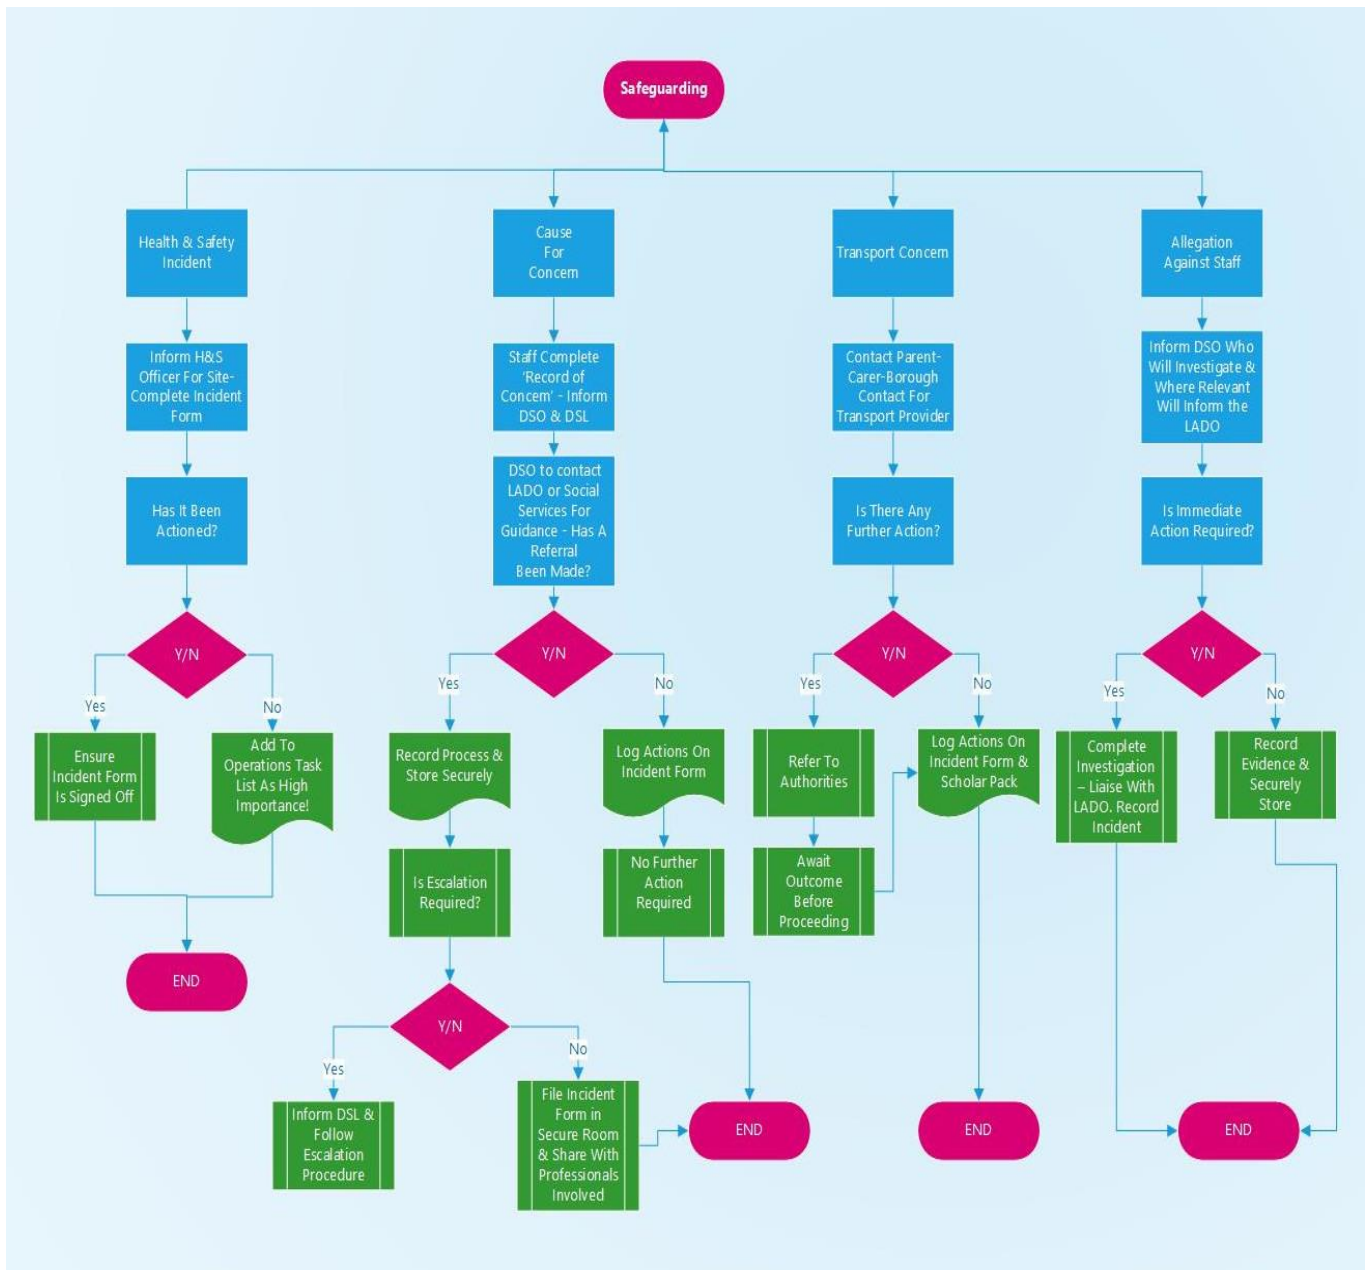 Safeguarding
Health & Safety
Incident
Cause
For
Concern
Transport Concern
Allegation
Against Staff
Inform H&S
Officer For Site-
Complete Incident
Form
Staff Complete
'Record of
Concern' - Inform
DSO & DSL
Contact Parent-
Carer-Borough
Contact For
Transport Provider
Inform DSO Who
Will Investigate &
Where Relevant
Will Inform the
LADO
Has It Been
Actioned?
DSO to contact
LADO or Social
Services For
Guidance - Has A
Referral
Been Made?
Is There Any
Further Action?
Is Immediate
Action Required?
Y/N
Y/N
Y/N
Y/N
Yes
No
Yes
No
Yes
No
Yes
No
Ensure
Incident Form
Is Signed Off
Add To
Operations Task
List As High
Importance!
Record Process &
Store Securely
Log Actions On
Incident Form
Refer To
Authorities
Log Actions On
Incident Form &
Scholar Pack
Complete
Investigation
– Liaise With
LADO. Record
Incident
Record
Evidence &
Securely
Store
Is Escalation
Required?
No Further
Action
Required
Await
Outcome
Before
Proceeding
END
Y/N
Yes
No
Inform DSL &
Follow
Escalation
Procedure
File Incident
Form in
Secure Room
& Share With
Professionals
Involved
END
END
END